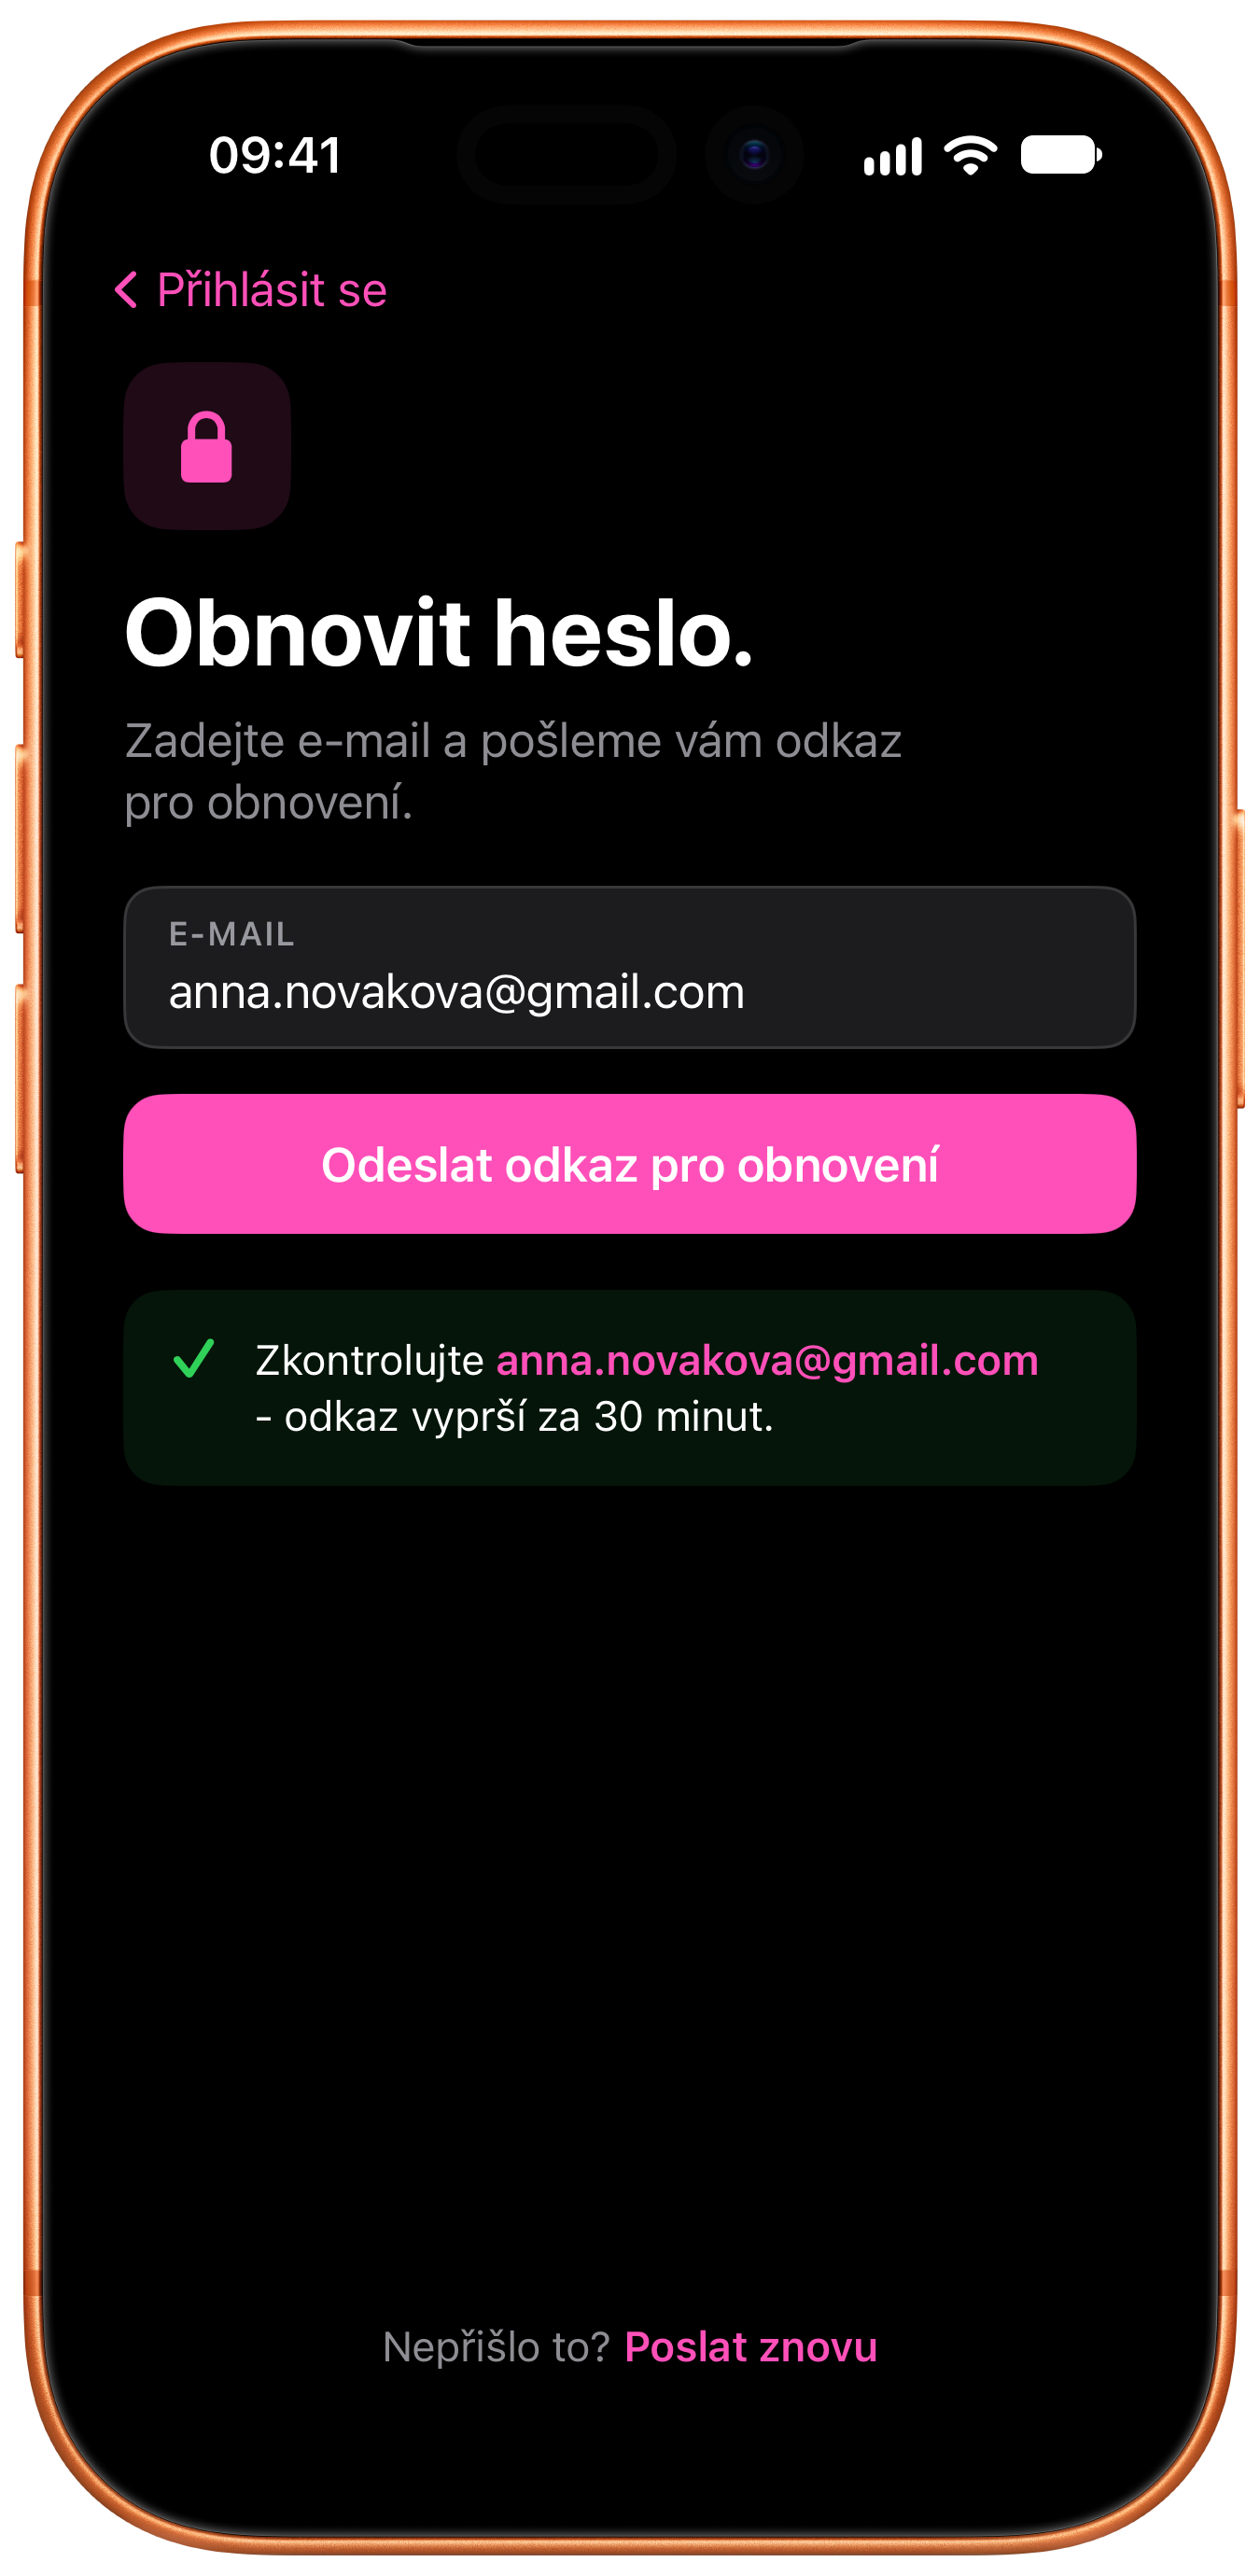 09:41
Přihlásit se
Obnovit heslo.
Zadejte e-mail a pošleme vám odkaz
pro obnovení.
E-MAIL
anna.novakova@gmail.com
Odeslat odkaz pro obnovení
Zkontrolujte anna.novakova@gmail.com
- odkaz vyprší za 30 minut.
Nepřišlo to? Poslat znovu